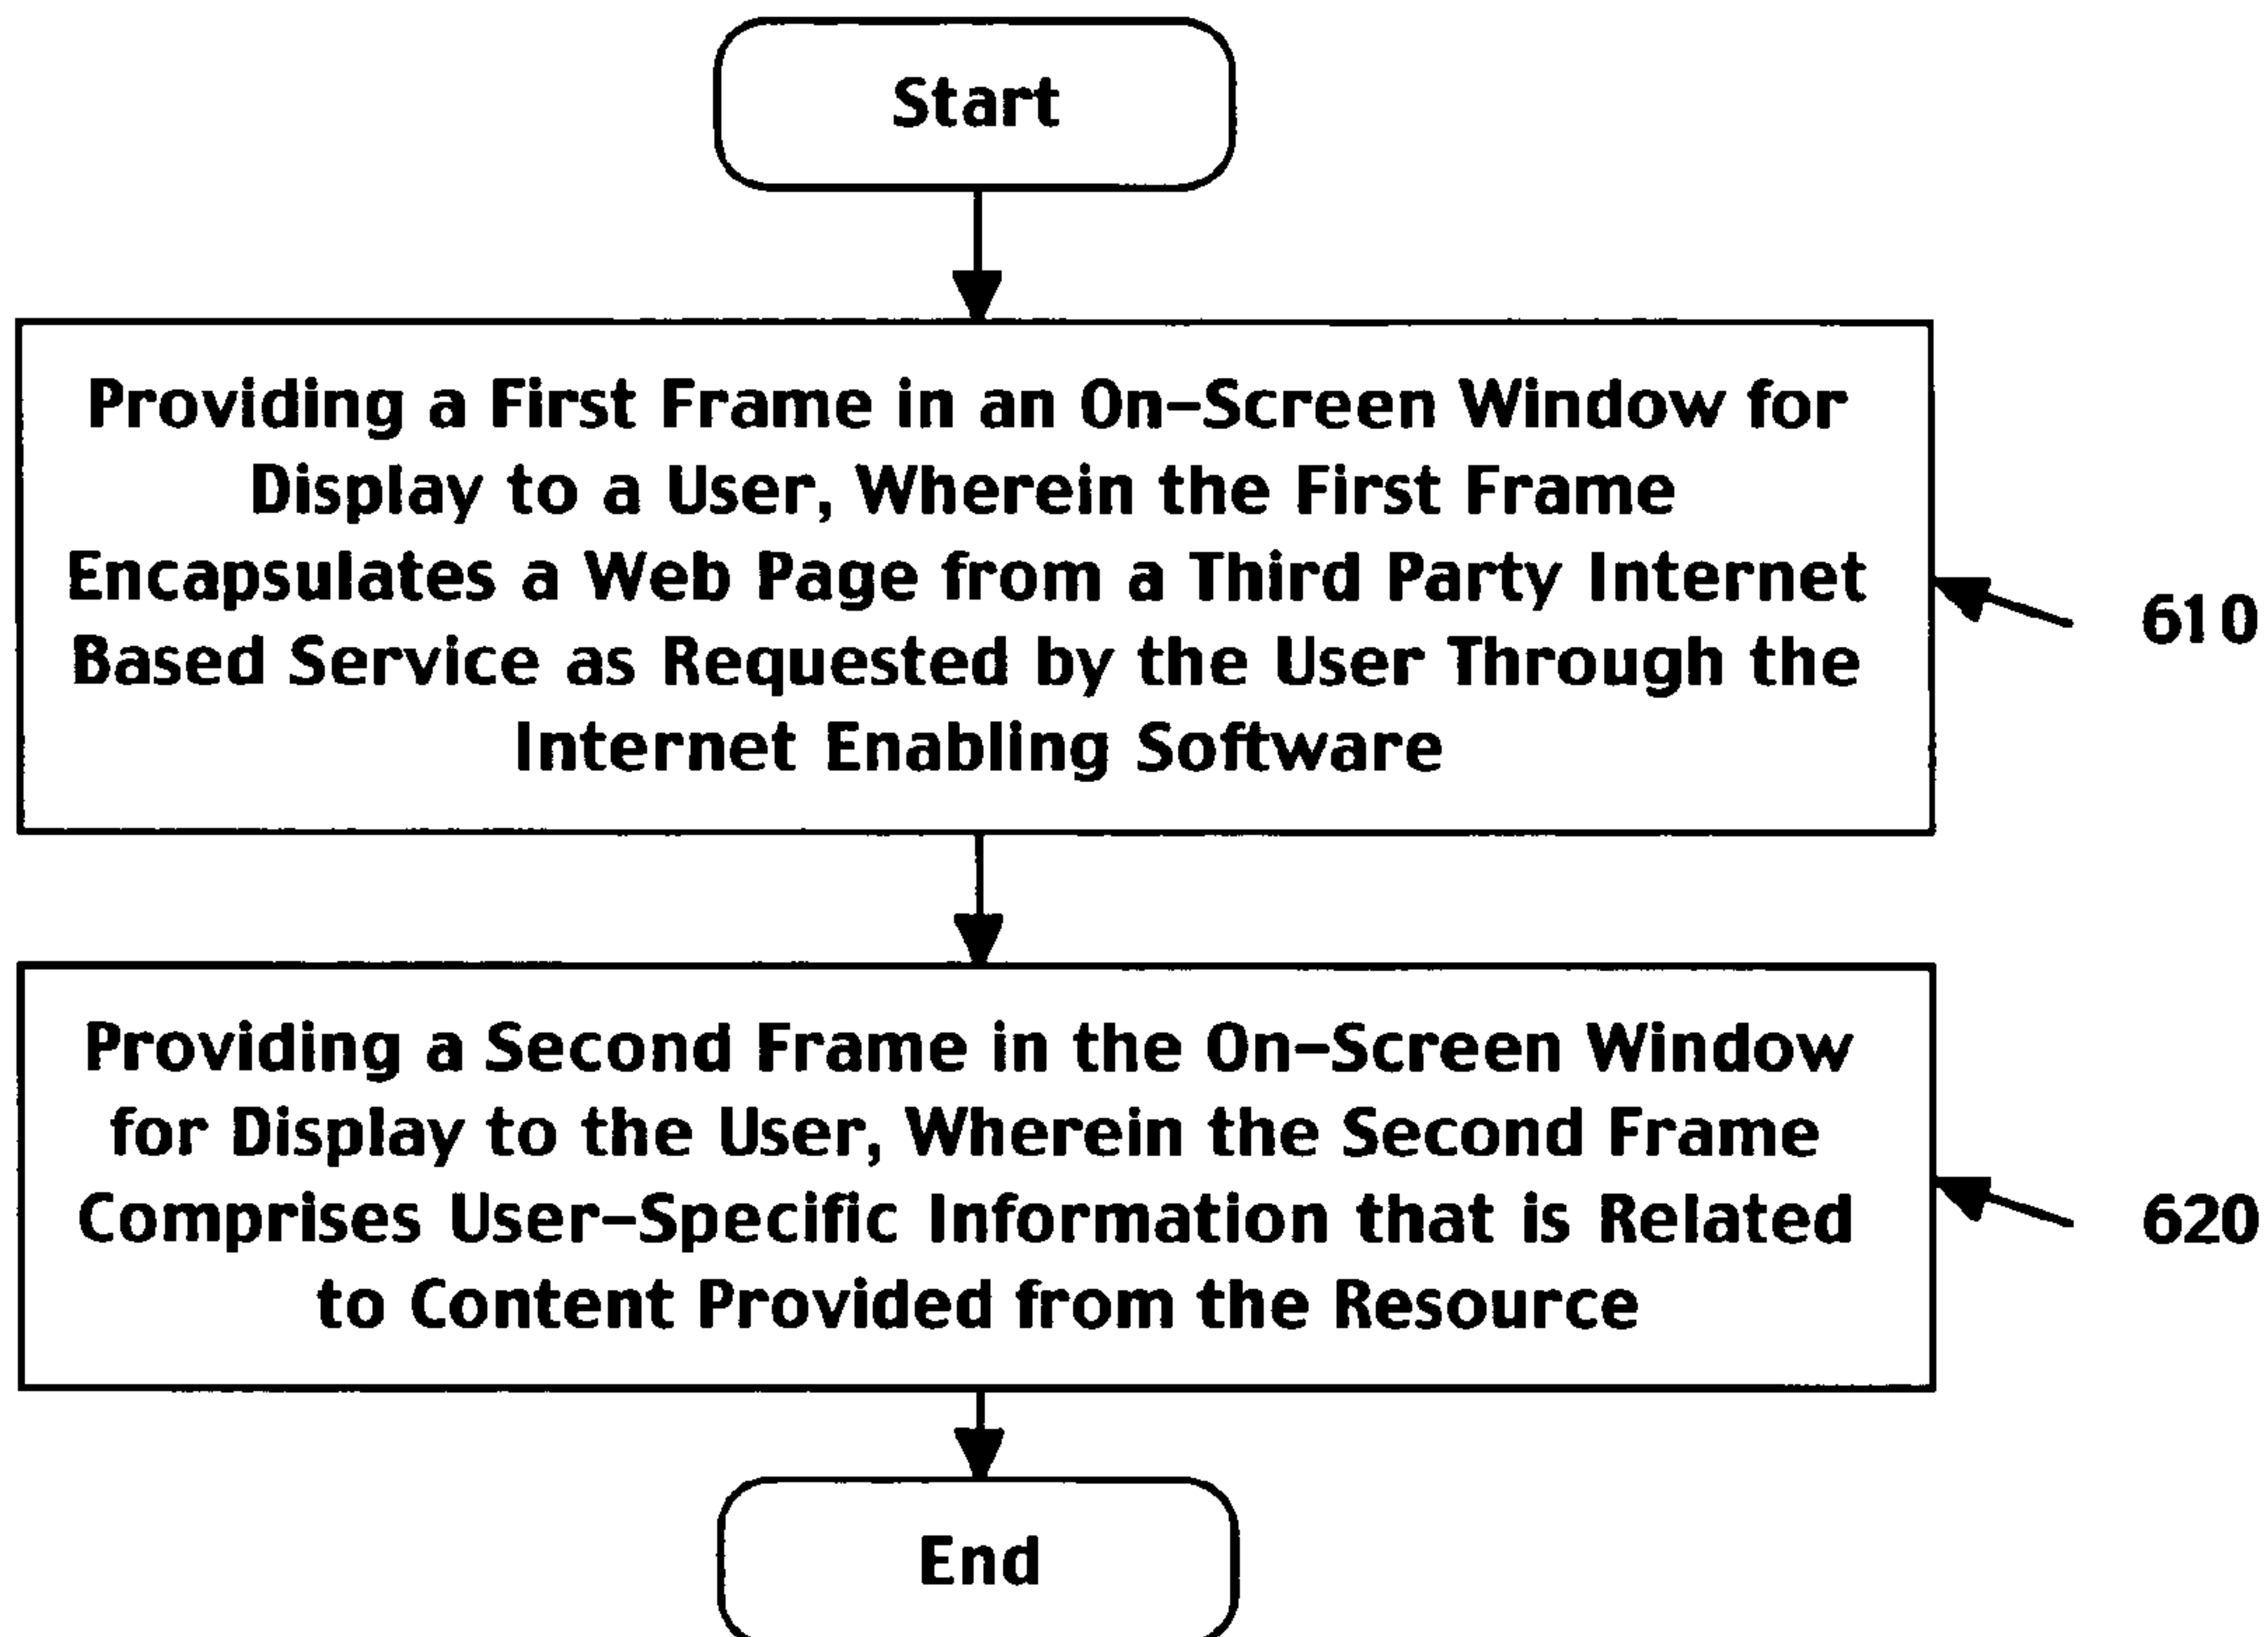 Start
Providing a First Frame in an On-Screen Window for
Display to a User, Wherein the First Frame
Encapsulates a Web Page from a Third Party Internet
Based Service as Requested by the User Through the
Internet Enabling Software
610
Providing a Second Frame in the On-Screen Window
for Display to the User, Wherein the Second Frame
Comprises User-Specific Information that is Related
to Content Provided from the Resource
620
End